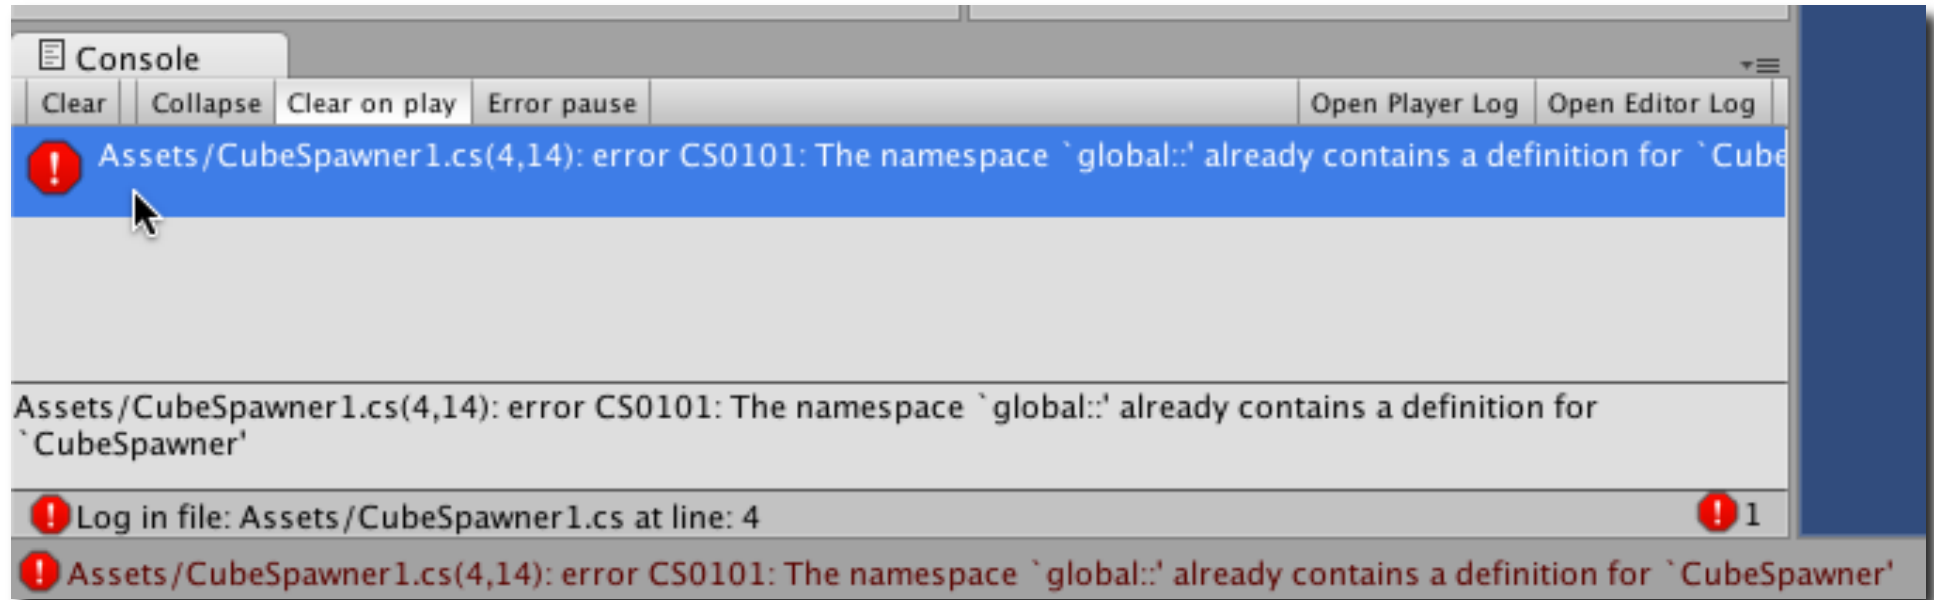 Console
Clear Collapse Clear on play Error pause Open Player Log Open Editor Log
Assets/CubeSpawner1.cs(4,14): error CS0101: The namespace `global::' already contains a definition for `Cube
Assets/CubeSpawner1.cs(4,14): error CS0101: The namespace `global::' already contains a definition for
`CubeSpawner'
Log in file: Assets/CubeSpawner1.cs at line: 4 1
Assets/CubeSpawner1.cs(4,14): error CS0101: The namespace `global::' already contains a definition for `CubeSpawner'